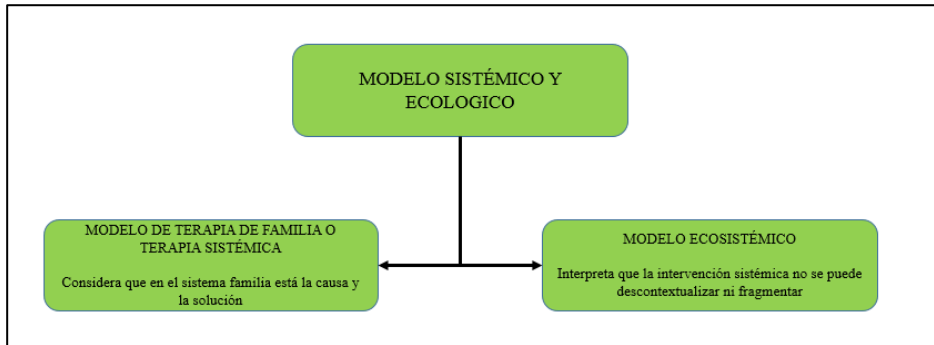 MODELO SISTÉMICO Y
ECOLOGICO
MODELO DE TERAPIA DE FAMILIA O
TERAPIA SISTÉMICA
Considera que en el sistema familia está la causa y
la solución
MODELO ECOSISTÉMICO
Interpreta que la intervención sistémica no se puede
descontextualizar ni fragmentar